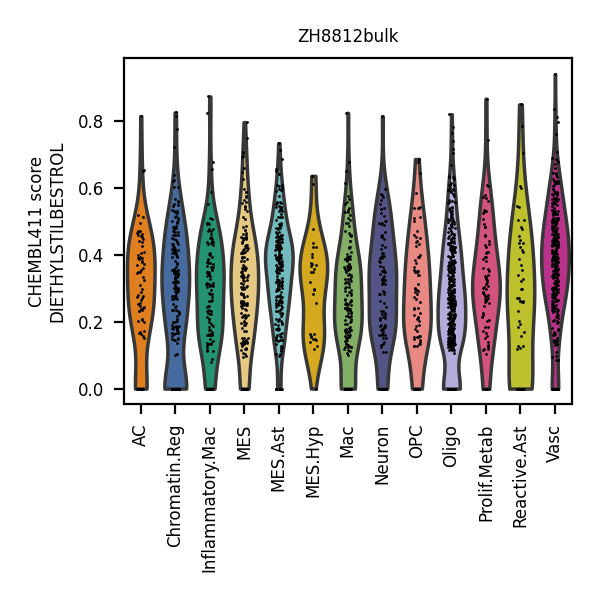 ZH8812bulk
CHEMBL411 score
DIETHYLSTILBESTROL
0.8
0.6
0.4
0.2
0.0
AC
Chromatin.Reg
Inflammatory.Mac
MES
MES.Ast
MES.Hyp
Mac
Neuron
OPC
Oligo
Prolif.Metab
Reactive.Ast
Vasc